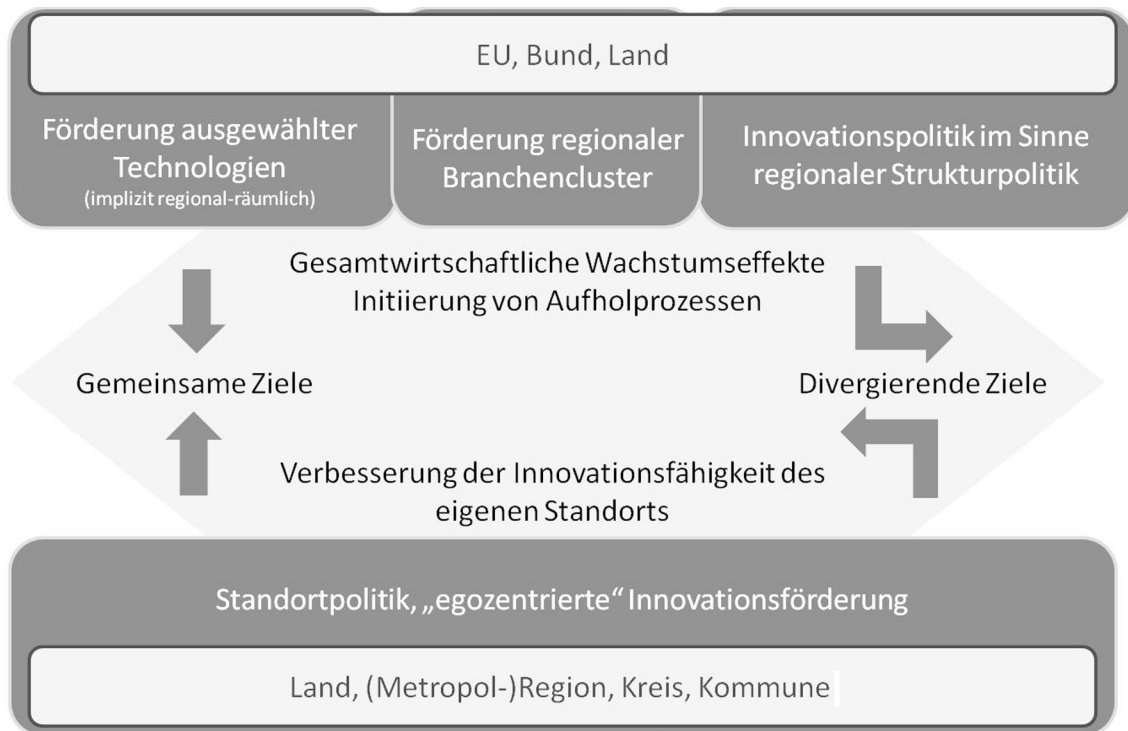 EU, Bund, Land
Förderung ausgewählter
Technologien
(implizit regional-räumlich)
Förderung regionaler
Branchencluster
Innovationspolitik im Sinne
regionaler Strukturpolitik
Gesamtwirtschaftliche Wachstumseffekte
Initiierung von Aufholprozessen
Gemeinsame Ziele
Divergierende Ziele
Verbesserung der Innovationsfähigkeit des
eigenen Standorts
Standortpolitik, „egozentrierte“ Innovationsförderung
Land, (Metropol-)Region, Kreis, Kommune